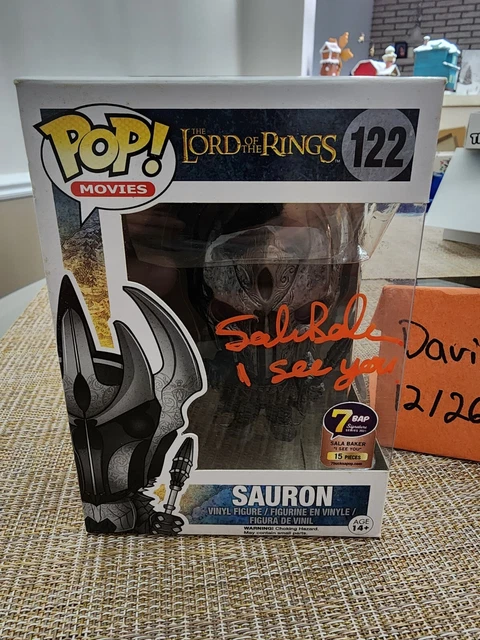 POP!
MOVIES
THE
LORD OF THE RINGS
122
Sala Baker
I see you
Davi
12/26
7 BAP
Signature
SALA BAKER
"I SEE YOU"
15 PIECES
SAURON
VINYL FIGURE / FIGURINE EN VINYLE /
FIGURA DE VINIL
WARNING: Choking Hazard.
May contain small parts.
AGE
14+